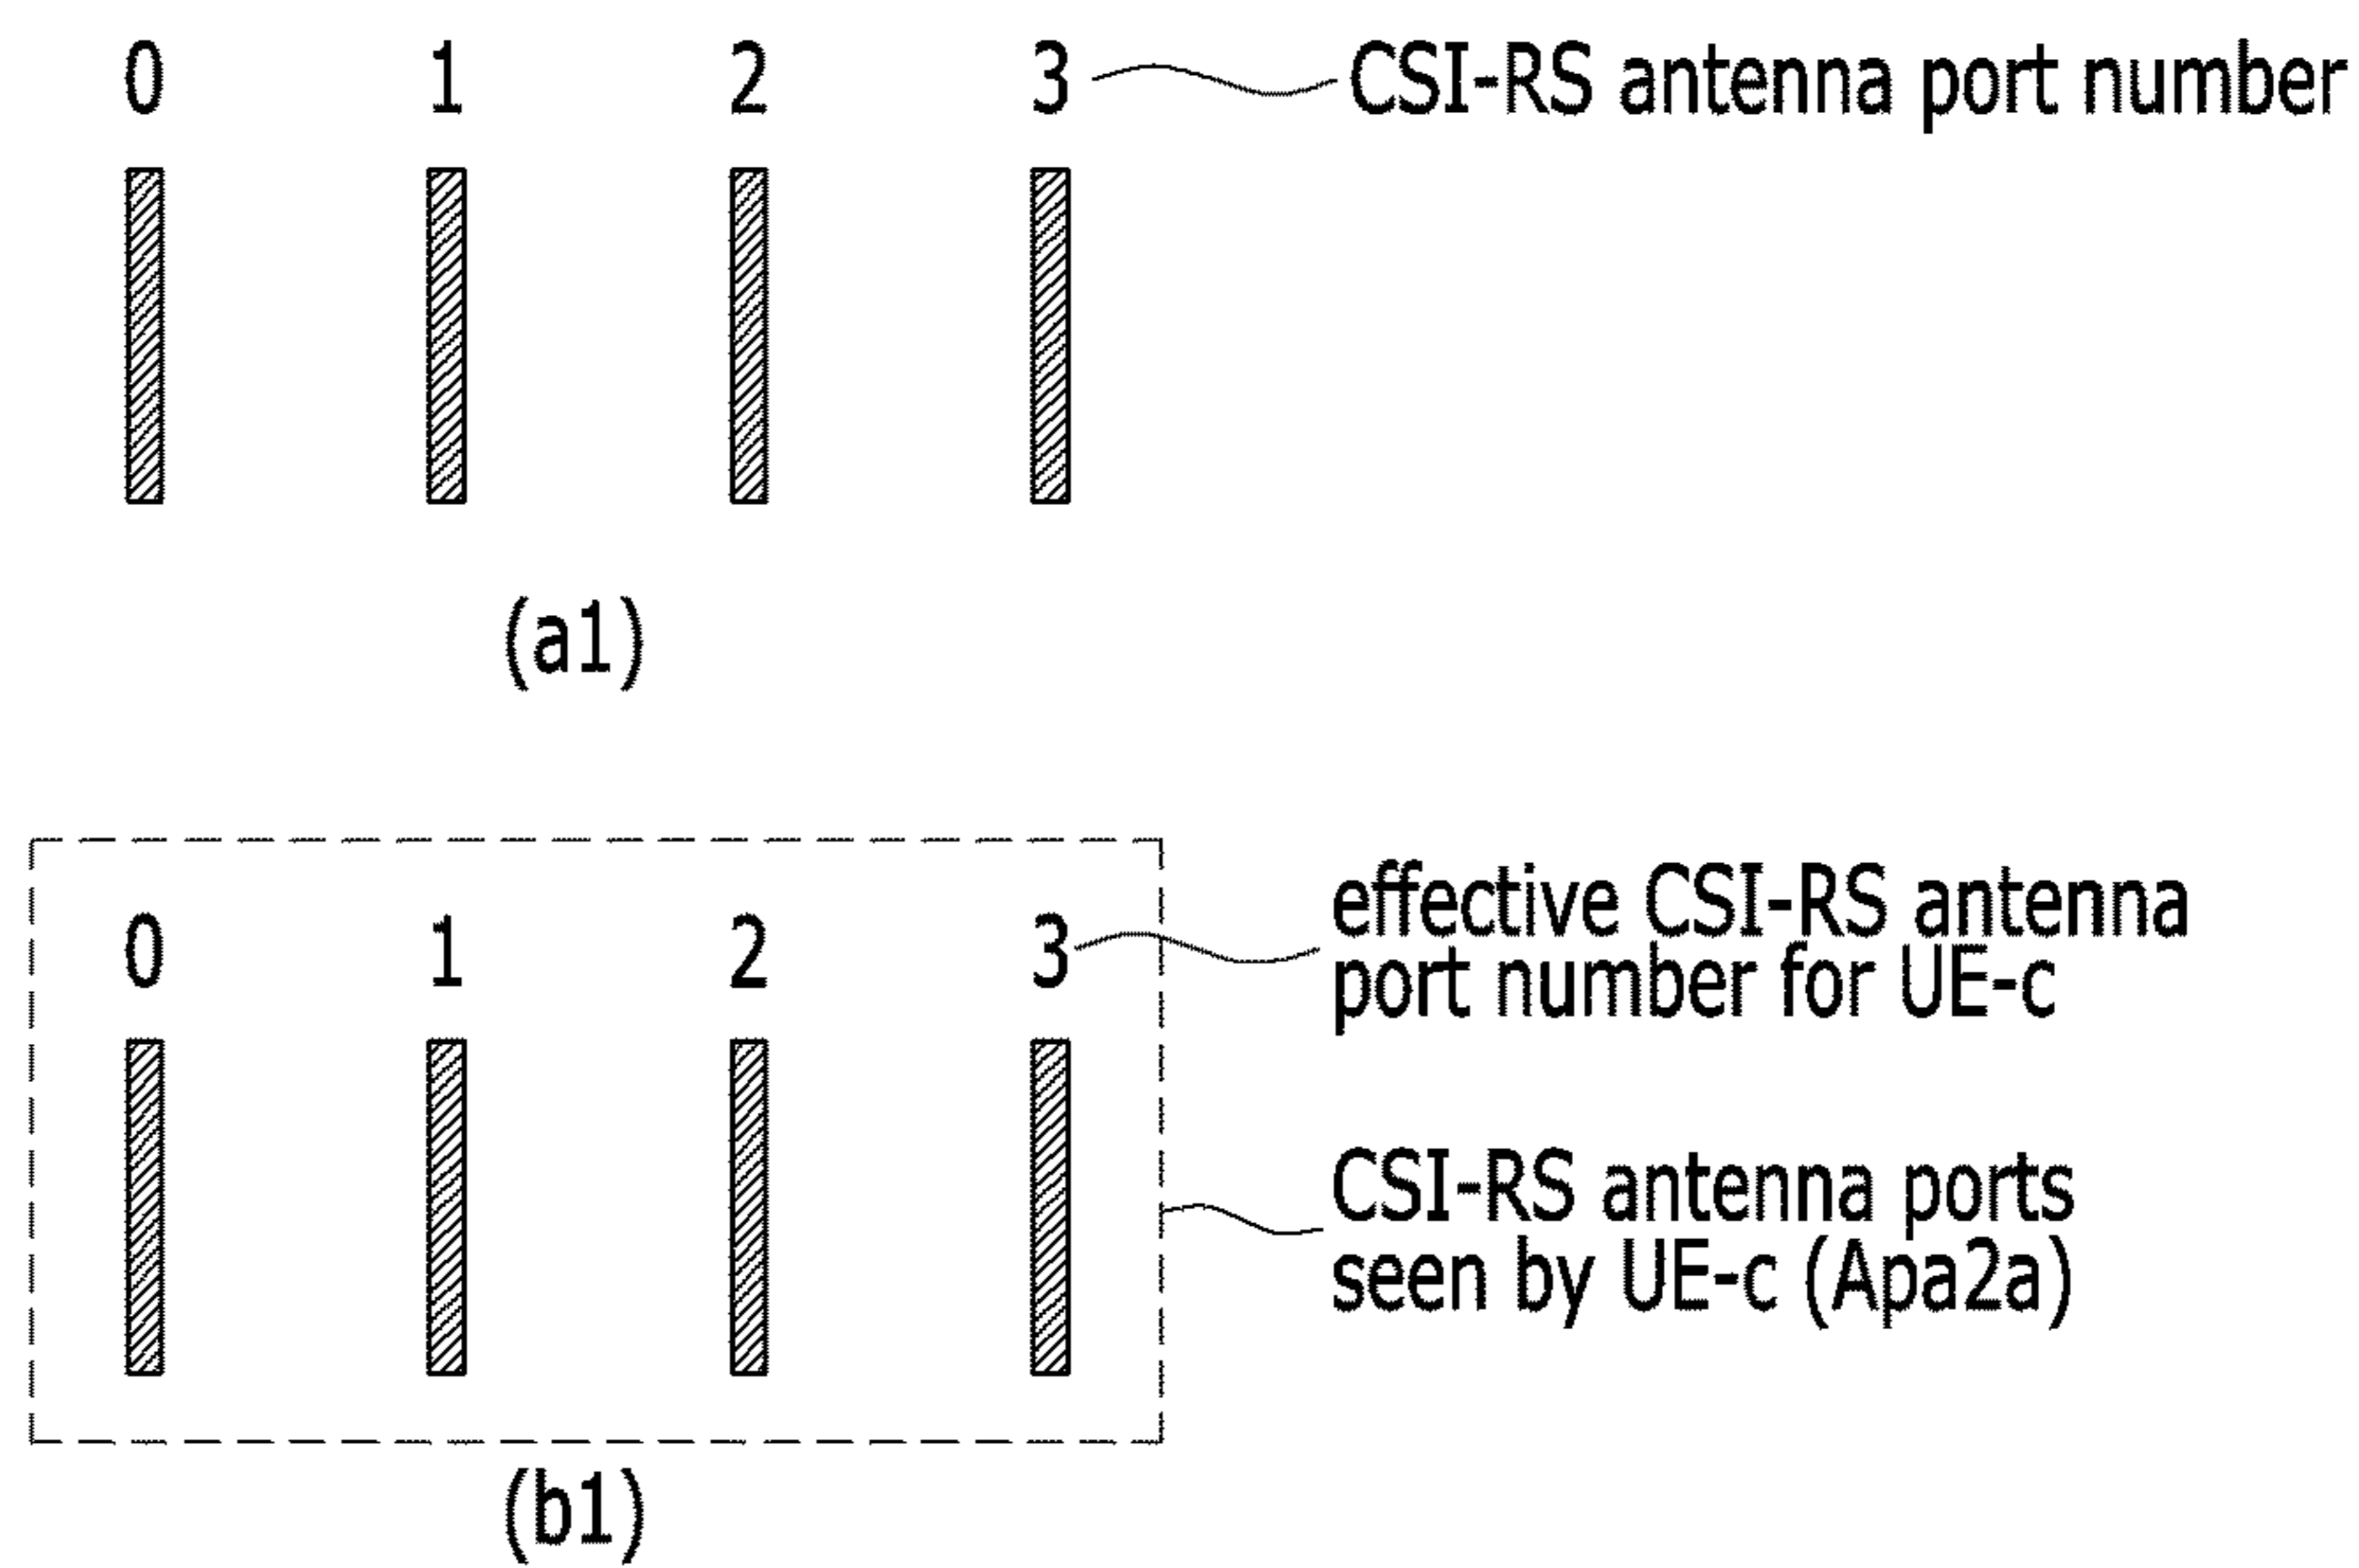 0 1 2 3 CSI-RS antenna port number
(a1)
0 1 2 3
effective CSI-RS antenna
port number for UE-c
CSI-RS antenna ports
seen by UE-c (Apa2a)
(b1)